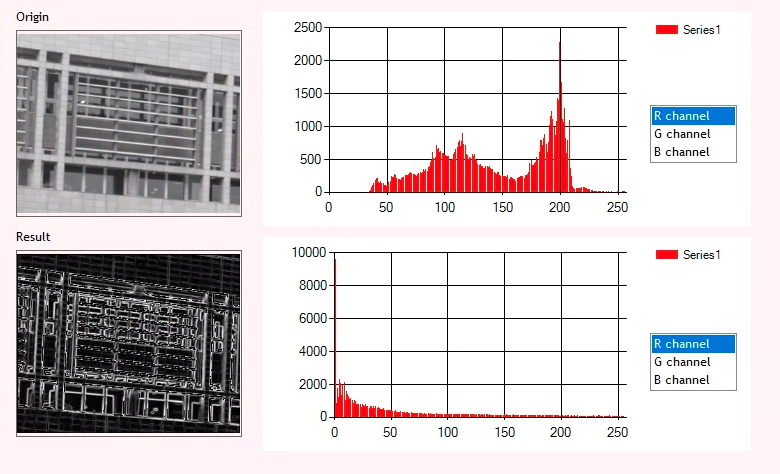 Origin
2500
2000
1500
1000
500
0
0 50 100 150 200 250
Series1
R channel
G channel
B channel
Result
10000
8000
6000
4000
2000
0
0 50 100 150 200 250
Series1
R channel
G channel
B channel